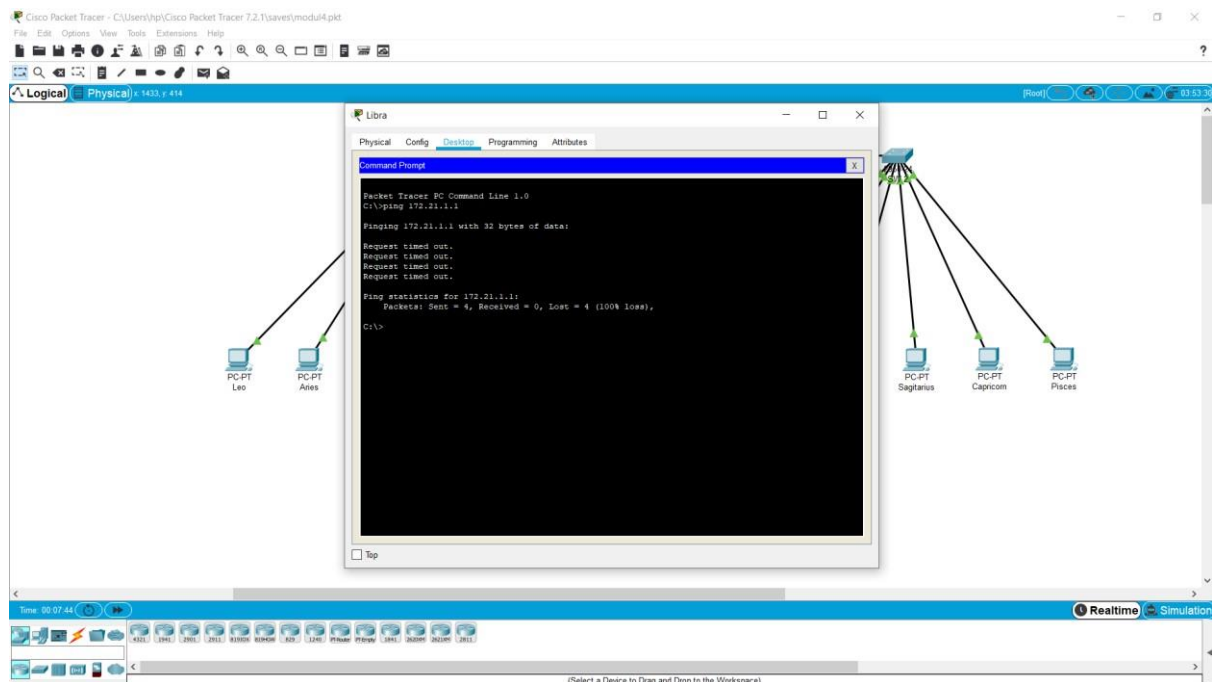 Cisco Packet Tracer - C:\Users\hp\Cisco Packet Tracer 7.2.1\saves\modul4.pkt
File Edit Options View Tools Extensions Help
?
Logical Physical x: 1433, y: 414
[Root] 03:53:30
Libra
Physical Config Desktop Programming Attributes
Command Prompt X
Packet Tracer PC Command Line 1.0
C:\>ping 172.21.1.1
Pinging 172.21.1.1 with 32 bytes of data:
Request timed out.
Request timed out.
Request timed out.
Request timed out.
Ping statistics for 172.21.1.1:
Packets: Sent = 4, Received = 0, Lost = 4 (100% loss),
C:\>
Top
PC-PT
Leo
PC-PT
Aries
PC-PT
Sagitarius
PC-PT
Capricorn
PC-PT
Pisces
Time: 00:07:44
Realtime Simulation
4321 1941 2901 2911 819IOX 819HGW 829 1240 PT-Router PT-Empty 1841 2620XM 2621XM 2811
(Select a Device to Drag and Drop to the Workspace)